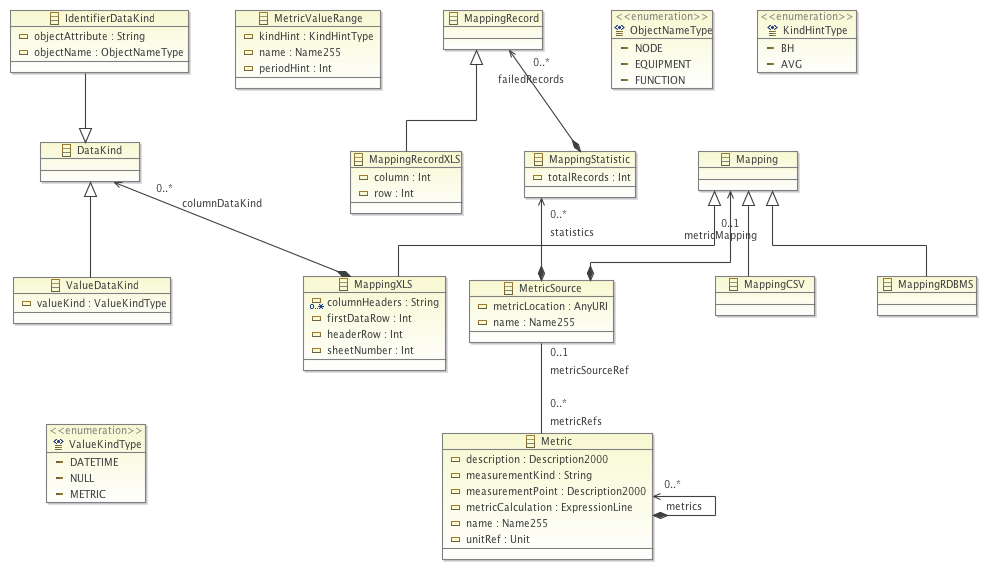 IdentifierDataKind
objectAttribute : String
objectName : ObjectNameType
MetricValueRange
kindHint : KindHintType
name : Name255
periodHint : Int
MappingRecord
<<enumeration>>
ObjectNameType
NODE
EQUIPMENT
FUNCTION
<<enumeration>>
KindHintType
BH
AVG
0..*
failedRecords
DataKind
MappingRecordXLS
column : Int
row : Int
MappingStatistic
totalRecords : Int
Mapping
0..*
columnDataKind
0..*
statistics
0..1
metricMapping
ValueDataKind
valueKind : ValueKindType
MappingXLS
columnHeaders : String
0..*
firstDataRow : Int
headerRow : Int
sheetNumber : Int
MetricSource
metricLocation : AnyURI
name : Name255
MappingCSV
MappingRDBMS
0..1
metricSourceRef
0..*
metricRefs
<<enumeration>>
ValueKindType
DATETIME
NULL
METRIC
Metric
description : Description2000
measurementKind : String
measurementPoint : Description2000
metricCalculation : ExpressionLine
name : Name255
unitRef : Unit
0..*
metrics